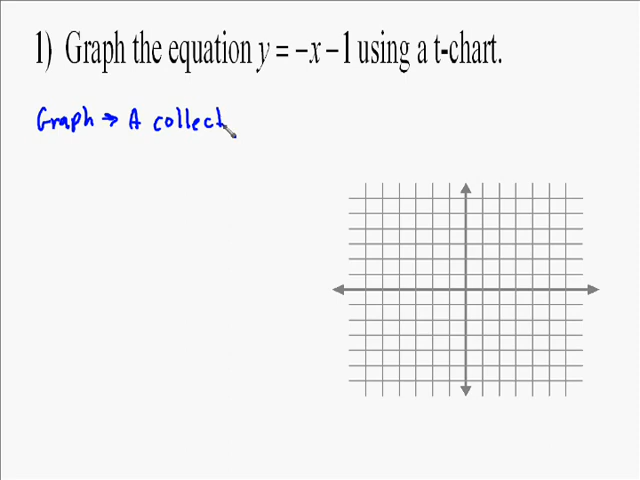 1) Graph the equation y = −x − 1 using a t-chart.
Graph → A collect